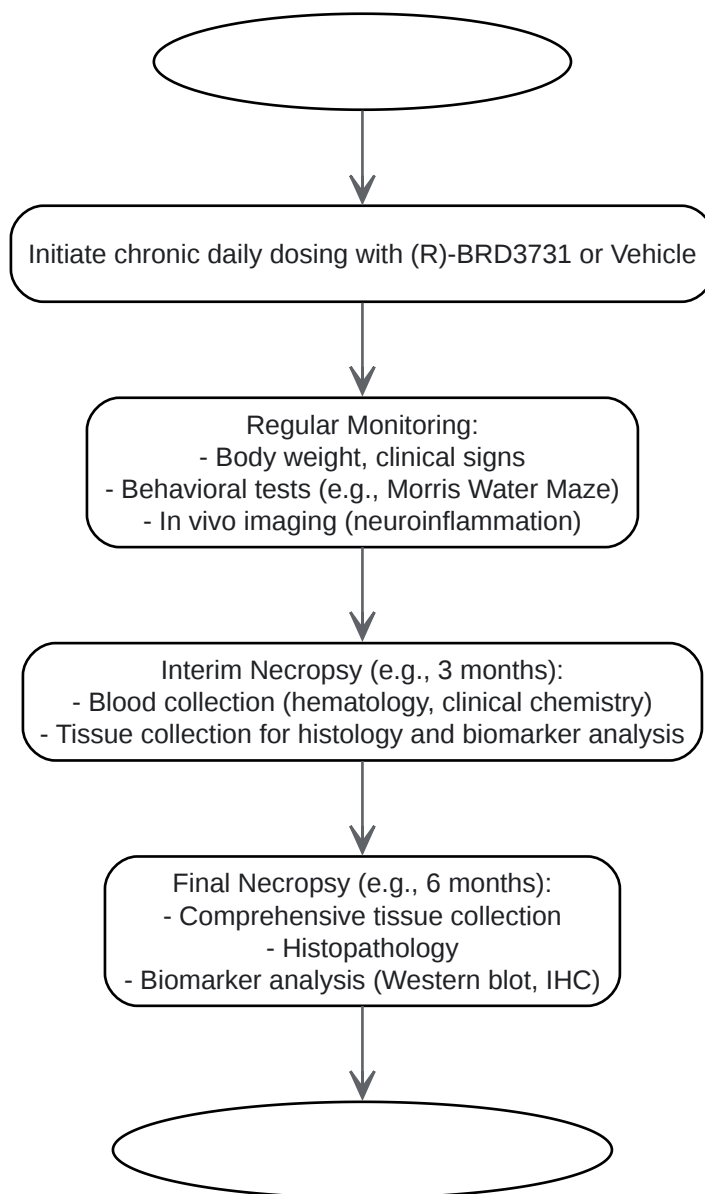 Initiate chronic daily dosing with (R)-BRD3731 or Vehicle
Regular Monitoring:
- Body weight, clinical signs
- Behavioral tests (e.g., Morris Water Maze)
- In vivo imaging (neuroinflammation)
Interim Necropsy (e.g., 3 months):
- Blood collection (hematology, clinical chemistry)
- Tissue collection for histology and biomarker analysis
Final Necropsy (e.g., 6 months):
- Comprehensive tissue collection
- Histopathology
- Biomarker analysis (Western blot, IHC)